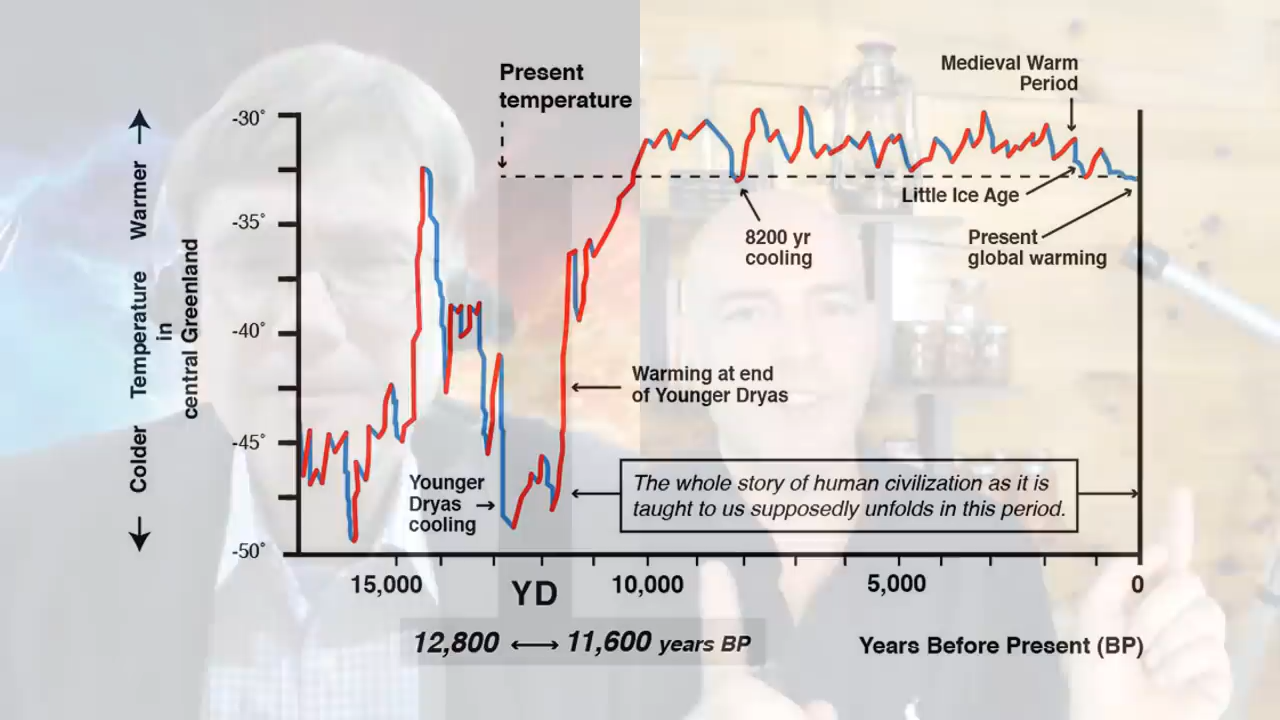 Present
temperature
Medieval Warm
Period
-30°
-35°
-40°
-45°
-50°
Colder Temperature Warmer
in
central Greenland
Little Ice Age
8200 yr
cooling
Present
global warming
Warming at end
of Younger Dryas
Younger
Dryas
cooling
The whole story of human civilization as it is
taught to us supposedly unfolds in this period.
15,000
YD
10,000
5,000
0
12,800 ⟷ 11,600 years BP
Years Before Present (BP)